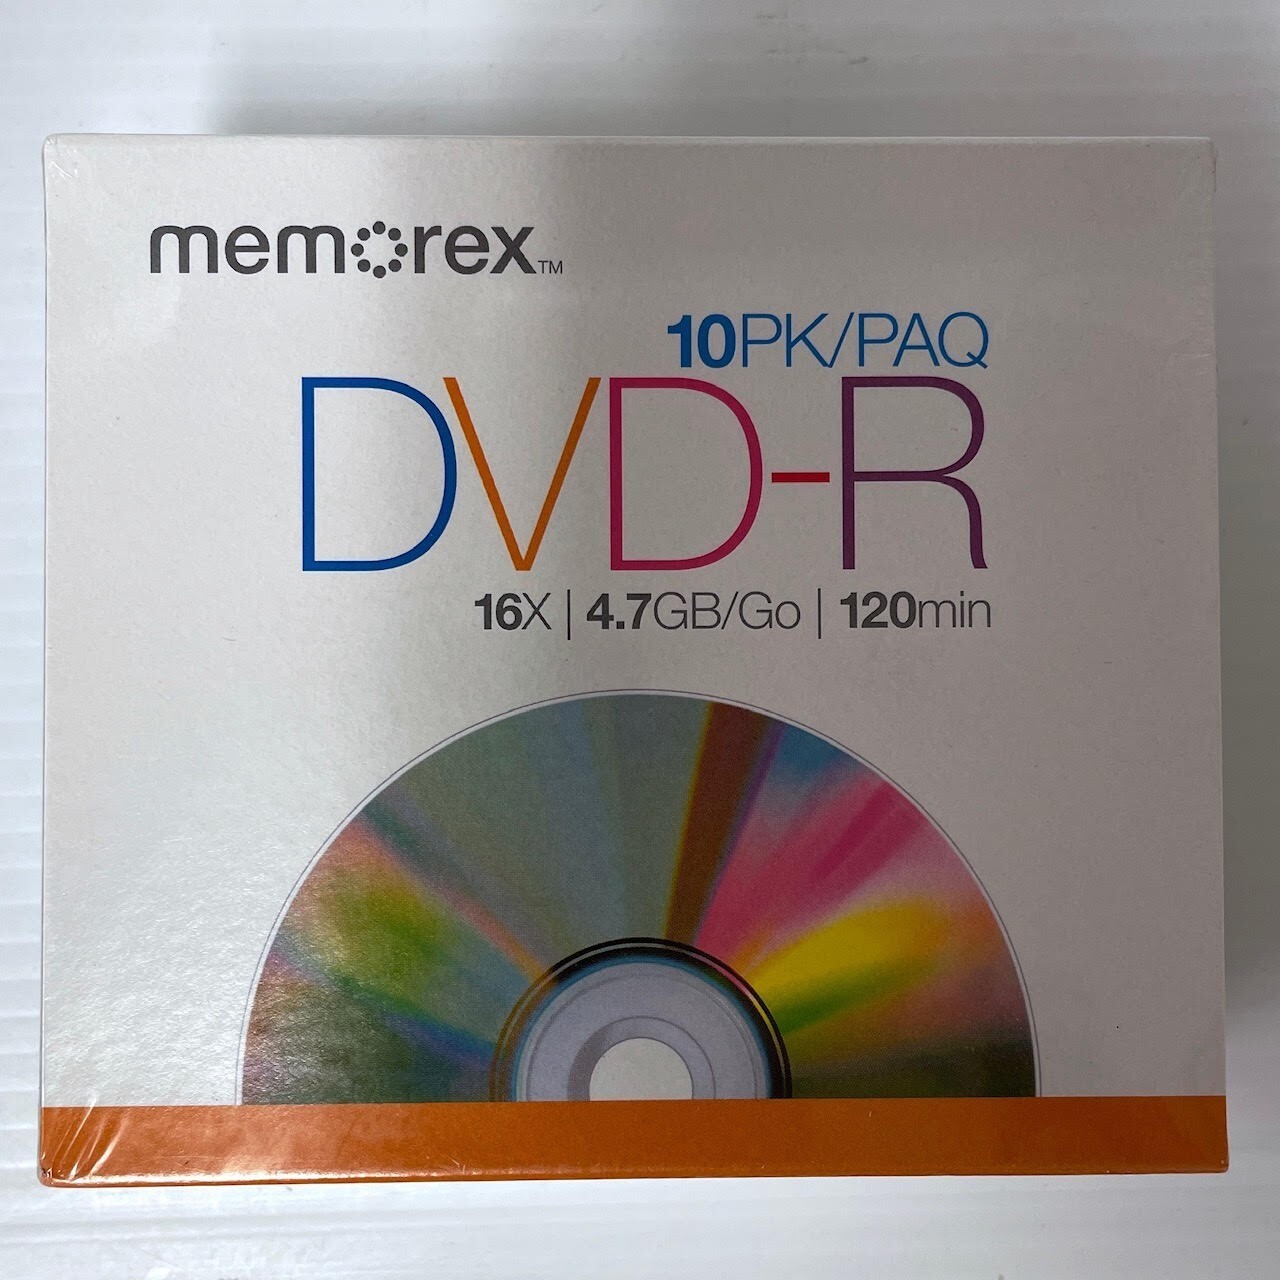 memorex™
10PK/PAQ
DVD-R
16X | 4.7GB/Go | 120min